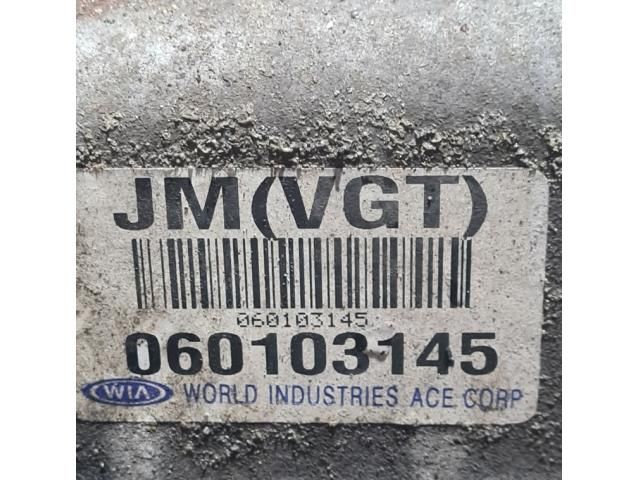 JM(VGT)
060103145
060103145
WIA WORLD INDUSTRIES ACE CORP